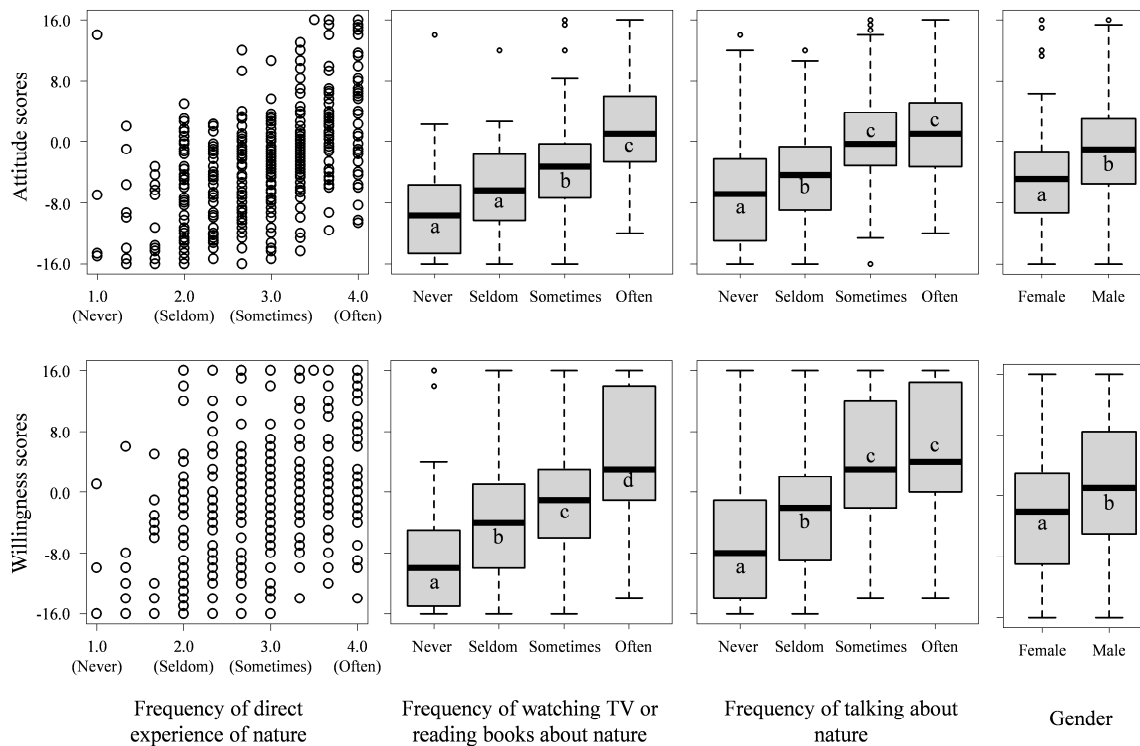 16.0
8.0
0.0
-8.0
-16.0
Attitude scores
1.0 2.0 3.0 4.0
(Never) (Seldom) (Sometimes) (Often)
a a b c
Never Seldom Sometimes Often
a b c c
Never Seldom Sometimes Often
a b
Female Male
16.0
8.0
0.0
-8.0
-16.0
Willingness scores
1.0 2.0 3.0 4.0
(Never) (Seldom) (Sometimes) (Often)
a b c d
Never Seldom Sometimes Often
a b c c
Never Seldom Sometimes Often
a b
Female Male
Frequency of direct
experience of nature
Frequency of watching TV or
reading books about nature
Frequency of talking about
nature
Gender